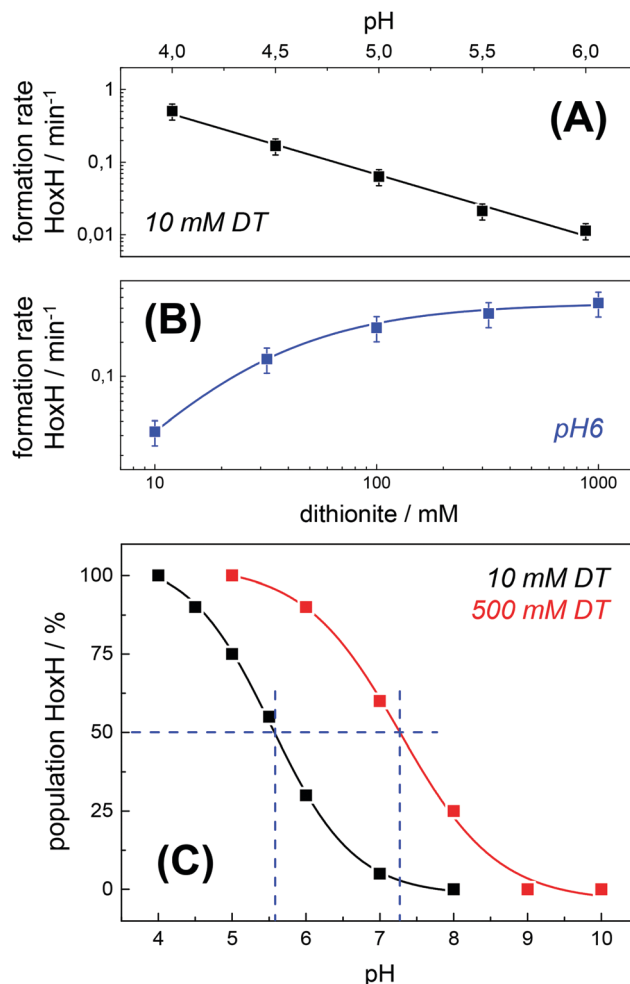 pH
4,0 4,5 5,0 5,5 6,0
formation rate
HoxH / min⁻¹
1
0,1
0,01
(A)
10 mM DT
formation rate
HoxH / min⁻¹
0,1
(B)
pH6
10 100 1000
dithionite / mM
population HoxH / %
100
75
50
25
0
10 mM DT
500 mM DT
(C)
4 5 6 7 8 9 10
pH